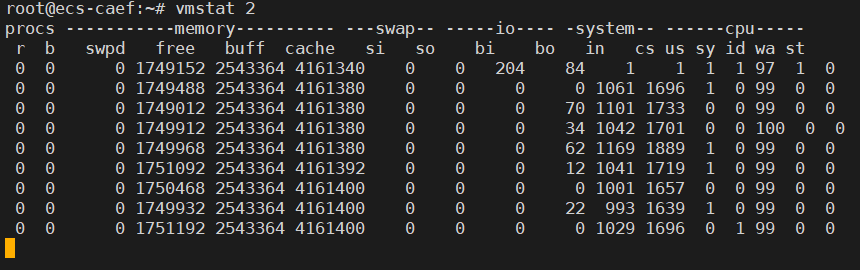 root@ecs-caef:~# vmstat 2
procs -----------memory---------- ---swap-- -----io---- -system-- ------cpu-----
 r  b   swpd   free   buff  cache   si   so    bi    bo   in   cs us sy id wa st
 0  0      0 1749152 2543364 4161340    0    0   204    84    1    1  1  1 97  1  0
 0  0      0 1749488 2543364 4161380    0    0     0     0 1061 1696  1  0 99  0  0
 0  0      0 1749012 2543364 4161380    0    0     0    70 1101 1733  0  0 99  0  0
 0  0      0 1749912 2543364 4161380    0    0     0    34 1042 1701  0  0 100  0  0
 0  0      0 1749968 2543364 4161380    0    0     0    62 1169 1889  1  0 99  0  0
 0  0      0 1751092 2543364 4161392    0    0     0    12 1041 1719  1  0 99  0  0
 0  0      0 1750468 2543364 4161400    0    0     0     0 1001 1657  0  0 99  0  0
 0  0      0 1749932 2543364 4161400    0    0     0    22  993 1639  1  0 99  0  0
 0  0      0 1751192 2543364 4161400    0    0     0     0 1029 1696  0  1 99  0  0